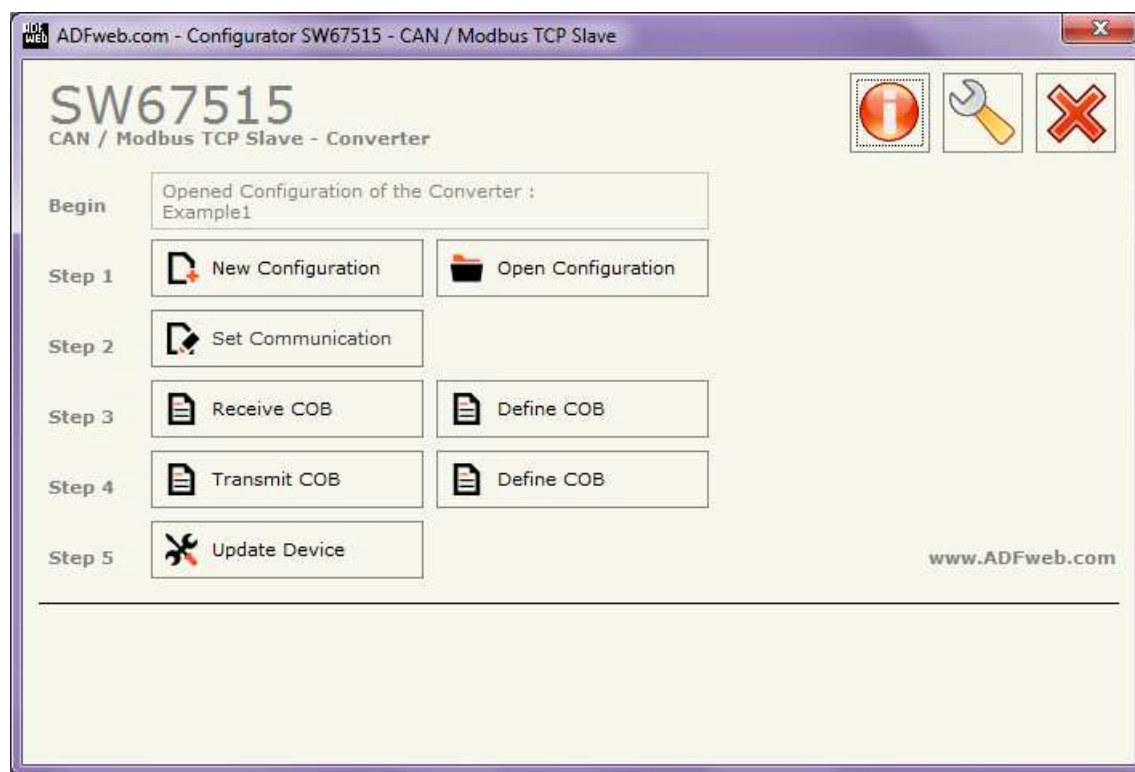 ADFweb.com - Configurator SW67515 - CAN / Modbus TCP Slave
SW67515
CAN / Modbus TCP Slave - Converter
Begin
Opened Configuration of the Converter :
Example1
Step 1
New Configuration
Open Configuration
Step 2
Set Communication
Step 3
Receive COB
Define COB
Step 4
Transmit COB
Define COB
Step 5
Update Device
www.ADFweb.com